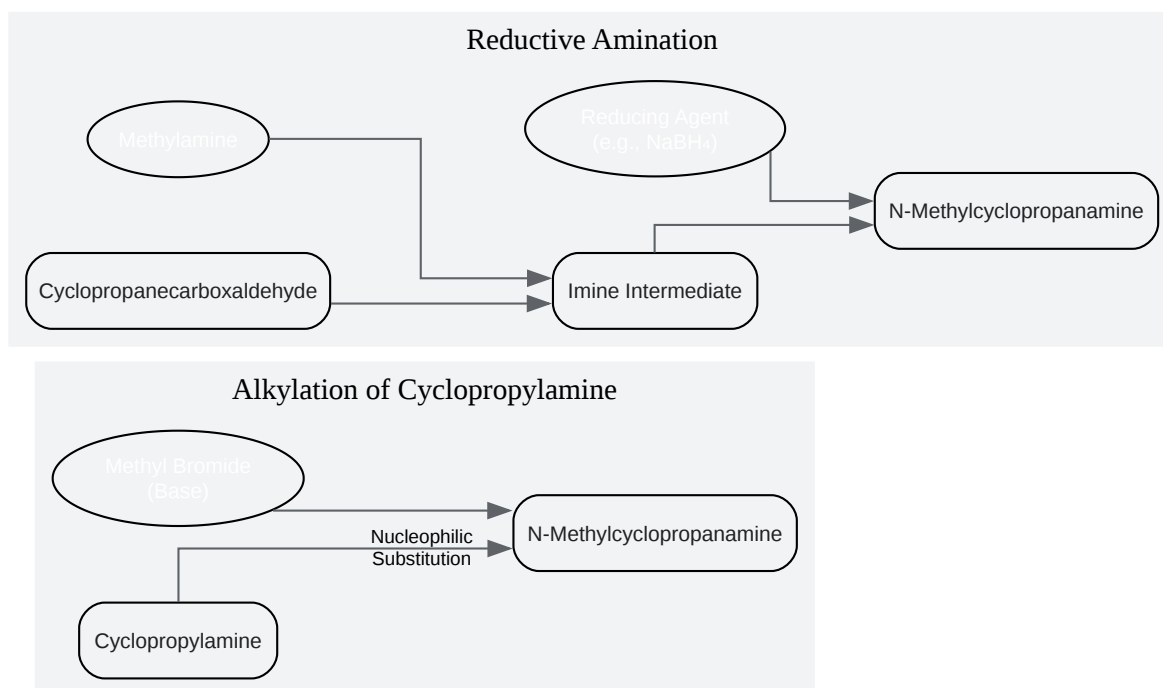 Reductive Amination
Methylamine
Reducing Agent
(e.g., NaBH₄)
N-Methylcyclopropanamine
Cyclopropanecarboxaldehyde
Imine Intermediate
Alkylation of Cyclopropylamine
Methyl Bromide
(Base)
N-Methylcyclopropanamine
Nucleophilic
Substitution
Cyclopropylamine